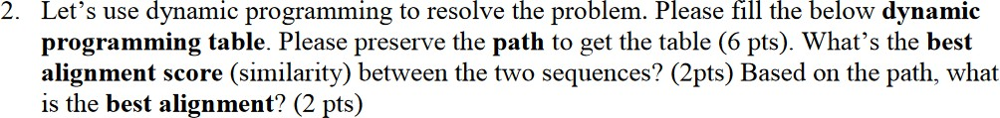 2. Let’s use dynamic programming to resolve the problem. Please fill the below dynamic
programming table. Please preserve the path to get the table (6 pts). What’s the best
alignment score (similarity) between the two sequences? (2pts) Based on the path, what
is the best alignment? (2 pts)